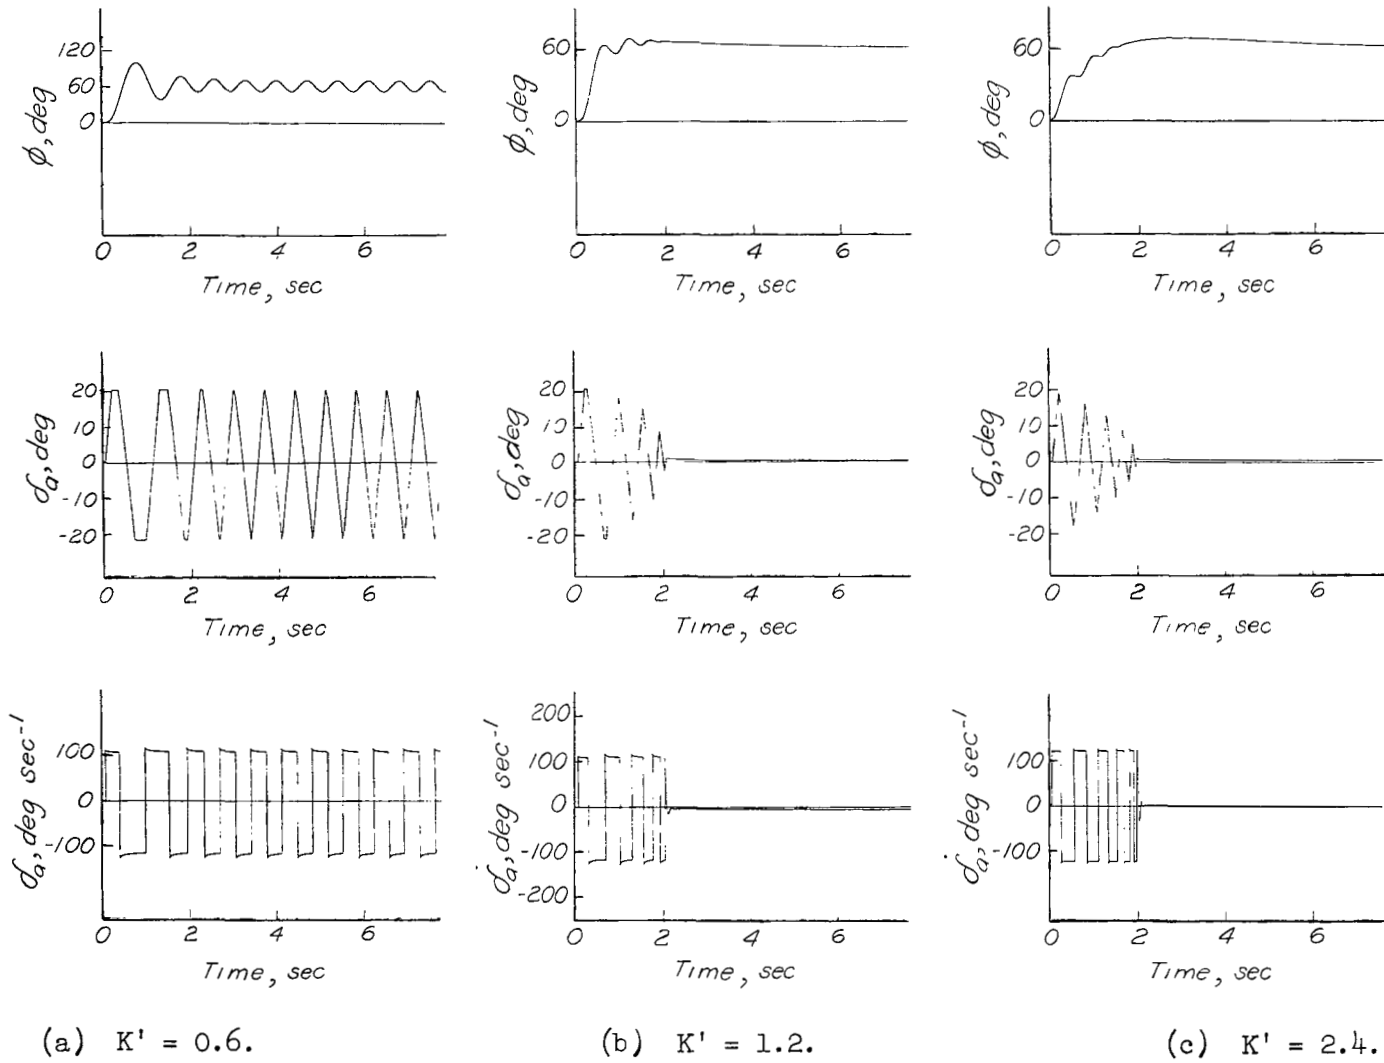 120
60
0
ϕ, deg
0 2 4 6
Time, sec
60
0
ϕ, deg
0 2 4 6
Time, sec
60
0
ϕ, deg
0 2 4 6
Time, sec
20
10
0
-10
-20
δa, deg
0 2 4 6
Time, sec
20
10
0
-10
-20
δa, deg
0 2 4 6
Time, sec
20
10
0
-10
-20
δa, deg
0 2 4 6
Time, sec
100
0
-100
δa, deg sec⁻¹
0 2 4 6
Time, sec
200
100
0
-100
-200
δ̇a, deg sec⁻¹
0 2 4 6
Time, sec
100
0
-100
δ̇a, deg sec⁻¹
0 2 4 6
Time, sec
(a) K' = 0.6.
(b) K' = 1.2.
(c) K' = 2.4.